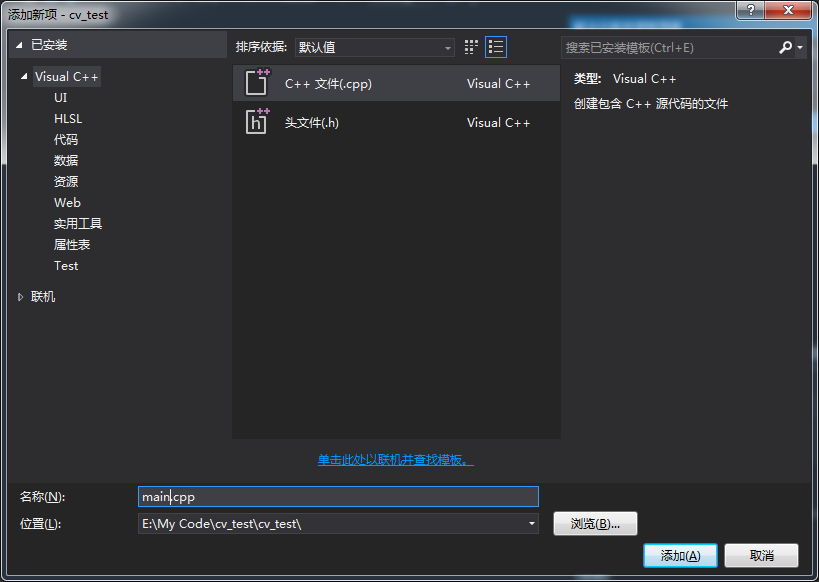 添加新项 - cv_test
?
已安装
排序依据: 默认值
搜索已安装模板(Ctrl+E)
Visual C++
UI
HLSL
代码
数据
资源
Web
实用工具
属性表
Test
联机
C++ 文件(.cpp) Visual C++
h 头文件(.h) Visual C++
类型: Visual C++
创建包含 C++ 源代码的文件
单击此处以联机并查找模板。
名称(N): main.cpp
位置(L): E:\My Code\cv_test\cv_test\
浏览(B)...
添加(A) 取消